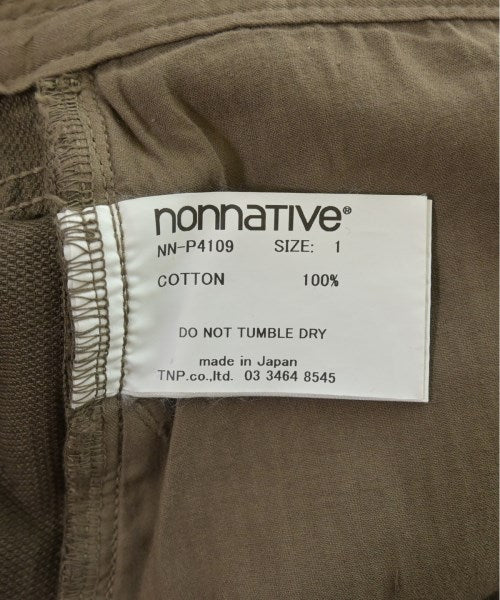 nonnative®
NN-P4109 SIZE: 1
COTTON 100%
DO NOT TUMBLE DRY
made in Japan
TNP.co.,ltd. 03 3464 8545